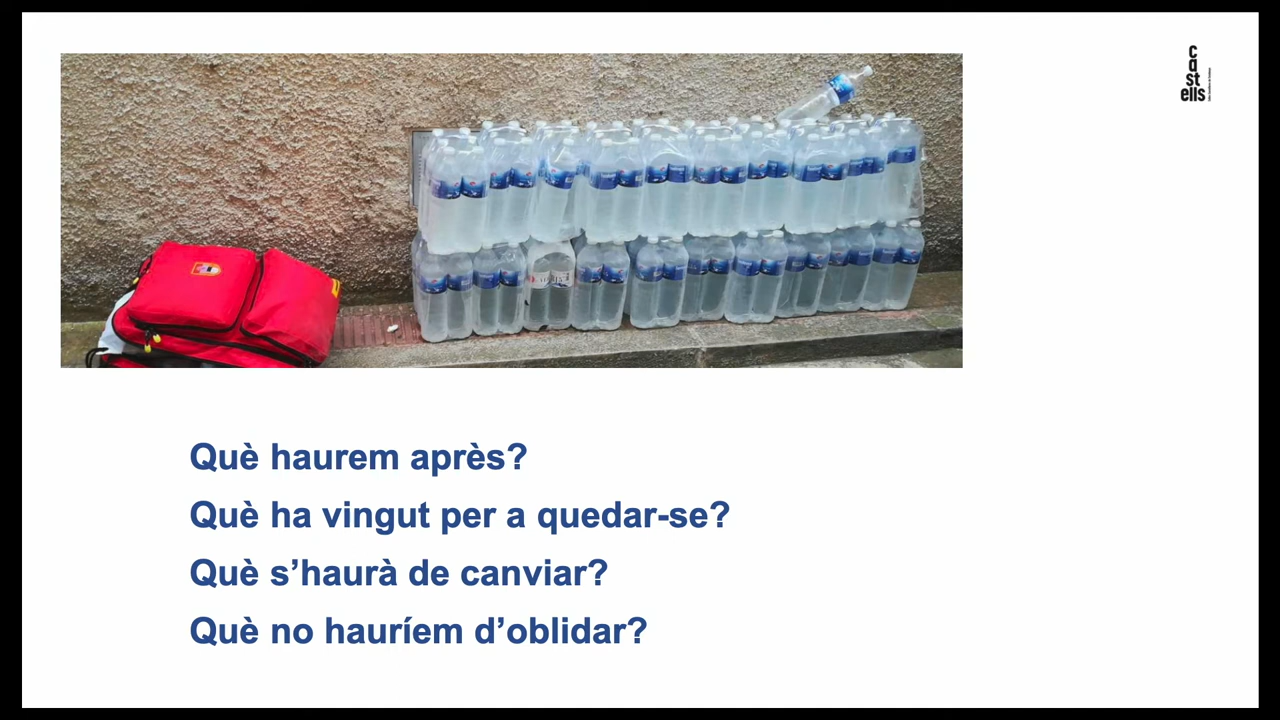 c
a
st
ells
Què haurem après?
Què ha vingut per a quedar-se?
Què s’haurà de canviar?
Què no hauríem d’oblidar?